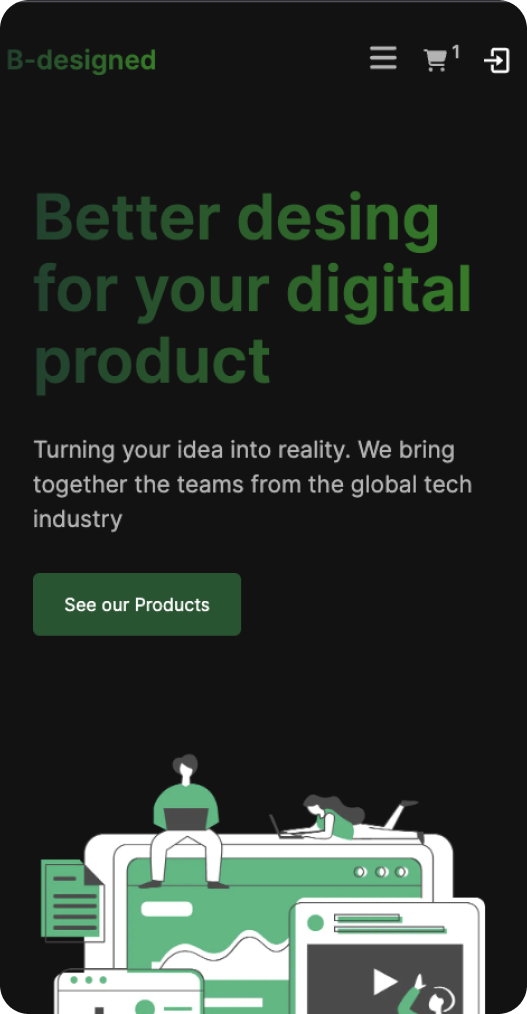 B-designed
1
Better desing
for your digital
product
Turning your idea into reality. We bring
together the teams from the global tech
industry
See our Products